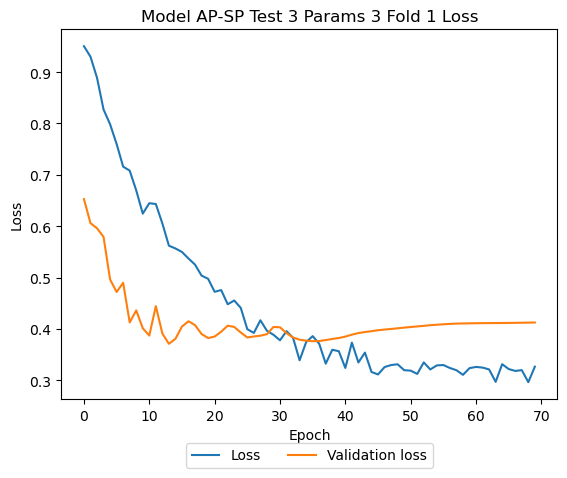 Model AP-SP Test 3 Params 3 Fold 1 Loss
0.9
0.8
0.7
0.6
0.5
0.4
0.3
Loss
0 10 20 30 40 50 60 70
Epoch
Loss Validation loss